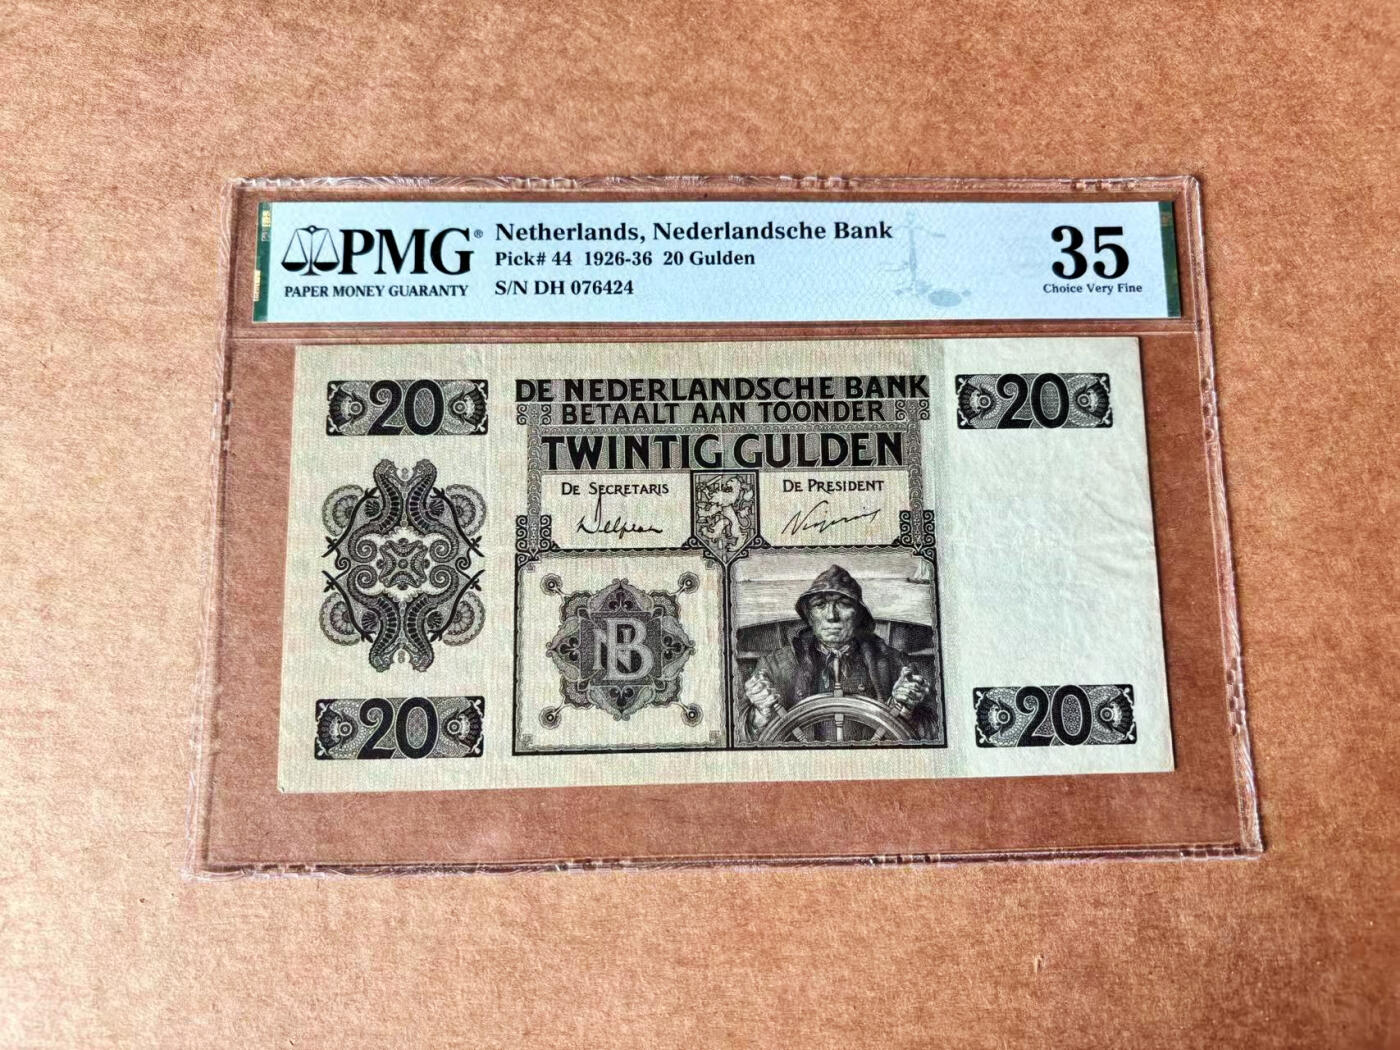 PMG®
PAPER MONEY GUARANTY
Netherlands, Nederlandsche Bank
Pick# 44 1926-36 20 Gulden
S/N DH 076424
35
Choice Very Fine
20
DE NEDERLANDSCHE BANK
BETAALT AAN TOONDER
TWINTIG GULDEN
20
DE SECRETARIS
DE PRESIDENT
NB
20
20